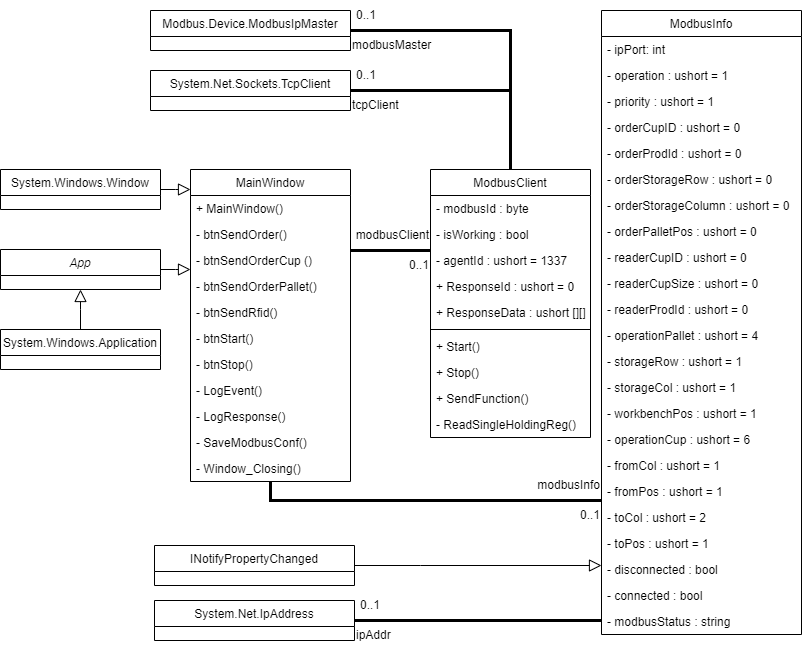 Modbus.Device.ModbusIpMaster
0..1
modbusMaster
System.Net.Sockets.TcpClient
0..1
tcpClient
System.Windows.Window
App
System.Windows.Application
MainWindow
+ MainWindow()
- btnSendOrder()
- btnSendOrderCup ()
- btnSendOrderPallet()
- btnSendRfid()
- btnStart()
- btnStop()
- LogEvent()
- LogResponse()
- SaveModbusConf()
- Window_Closing()
modbusClient
0..1
ModbusClient
- modbusId : byte
- isWorking : bool
- agentId : ushort = 1337
+ ResponseId : ushort = 0
+ ResponseData : ushort [][]
+ Start()
+ Stop()
+ SendFunction()
- ReadSingleHoldingReg()
modbusInfo
0..1
INotifyPropertyChanged
System.Net.IpAddress
0..1
ipAddr
ModbusInfo
- ipPort: int
- operation : ushort = 1
- priority : ushort = 1
- orderCupID : ushort = 0
- orderProdId : ushort = 0
- orderStorageRow : ushort = 0
- orderStorageColumn : ushort = 0
- orderPalletPos : ushort = 0
- readerCupID : ushort = 0
- readerCupSize : ushort = 0
- readerProdId : ushort = 0
- operationPallet : ushort = 4
- storageRow : ushort = 1
- storageCol : ushort = 1
- workbenchPos : ushort = 1
- operationCup : ushort = 6
- fromCol : ushort = 1
- fromPos : ushort = 1
- toCol : ushort = 2
- toPos : ushort = 1
- disconnected : bool
- connected : bool
- modbusStatus : string